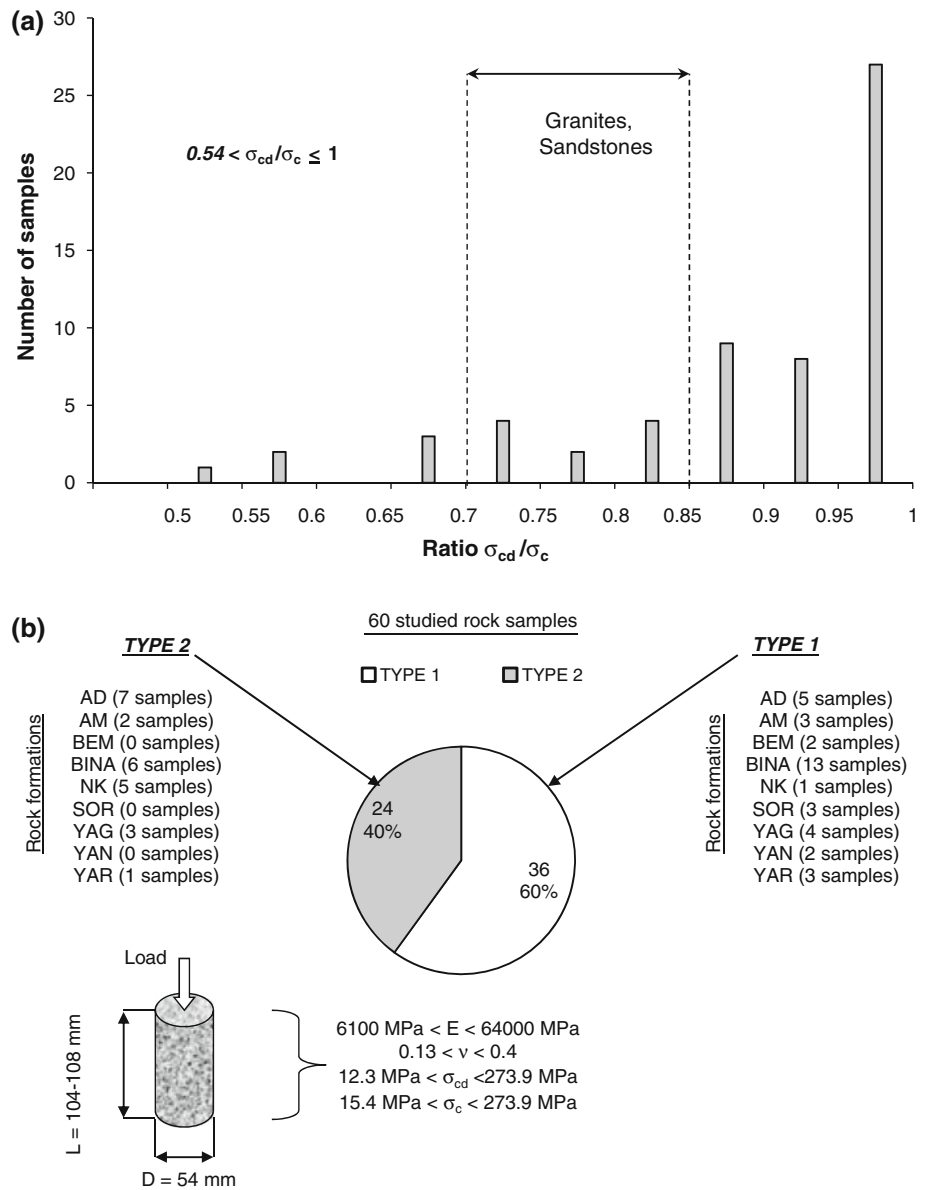 (a)
30
25
20
15
10
5
0
Number of samples
0.54 < σcd/σc ≤ 1
Granites,
Sandstones
0.5 0.55 0.6 0.65 0.7 0.75 0.8 0.85 0.9 0.95 1
Ratio σcd/σc
(b)
60 studied rock samples
TYPE 2
TYPE 1
TYPE 1 TYPE 2
Rock formations
AD (7 samples)
AM (2 samples)
BEM (0 samples)
BINA (6 samples)
NK (5 samples)
SOR (0 samples)
YAG (3 samples)
YAN (0 samples)
YAR (1 samples)
24
40%
36
60%
Rock formations
AD (5 samples)
AM (3 samples)
BEM (2 samples)
BINA (13 samples)
NK (1 samples)
SOR (3 samples)
YAG (4 samples)
YAN (2 samples)
YAR (3 samples)
Load
L = 104-108 mm
D = 54 mm
6100 MPa < E < 64000 MPa
0.13 < ν < 0.4
12.3 MPa < σcd <273.9 MPa
15.4 MPa < σc < 273.9 MPa